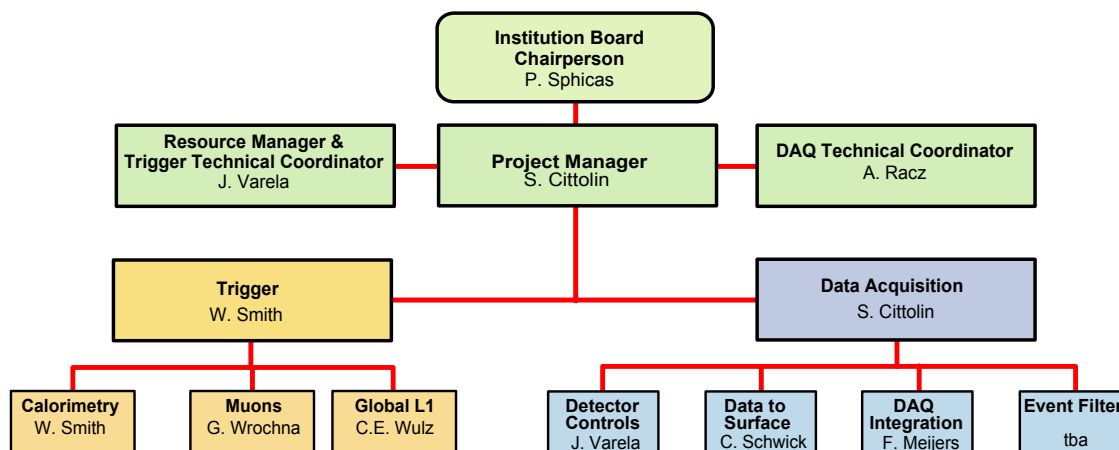 Institution Board
Chairperson
P. Sphicas
Resource Manager &
Trigger Technical Coordinator
J. Varela
Project Manager
S. Cittolin
DAQ Technical Coordinator
A. Racz
Trigger
W. Smith
Data Acquisition
S. Cittolin
Calorimetry
W. Smith
Muons
G. Wrochna
Global L1
C.E. Wulz
Detector
Controls
J. Varela
Data to
Surface
C. Schwick
DAQ
Integration
F. Meijers
Event Filter
tba